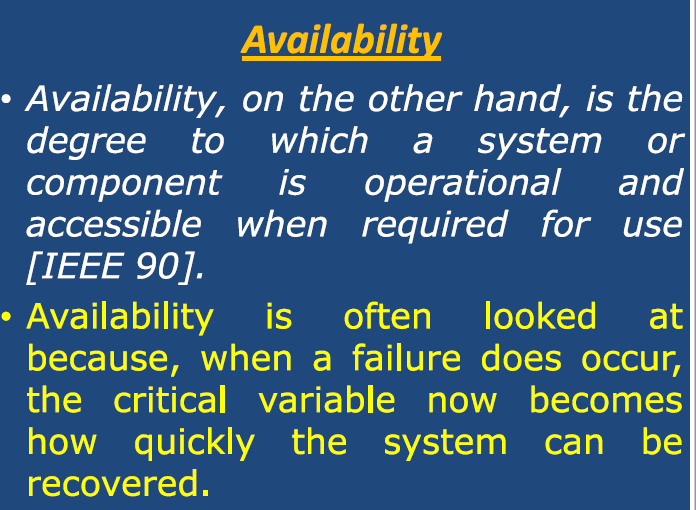 Availability
• Availability, on the other hand, is the
degree to which a system or
component is operational and
accessible when required for use
[IEEE 90].
• Availability is often looked at
because, when a failure does occur,
the critical variable now becomes
how quickly the system can be
recovered.